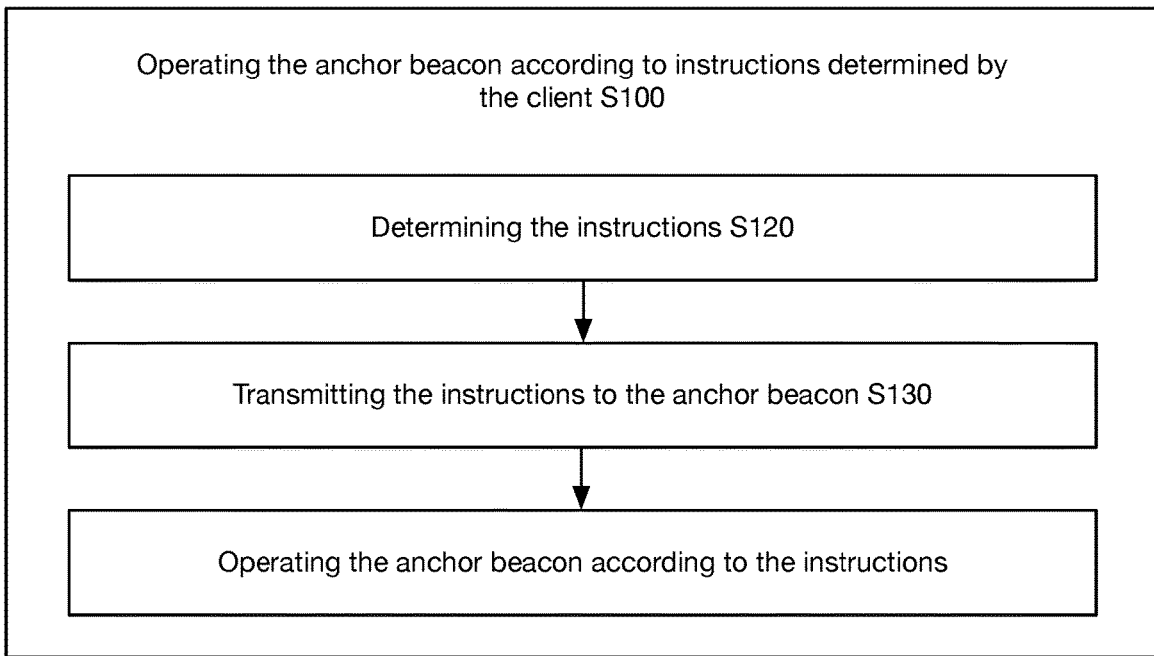 Operating the anchor beacon according to instructions determined by
the client S100
Determining the instructions S120
Transmitting the instructions to the anchor beacon S130
Operating the anchor beacon according to the instructions